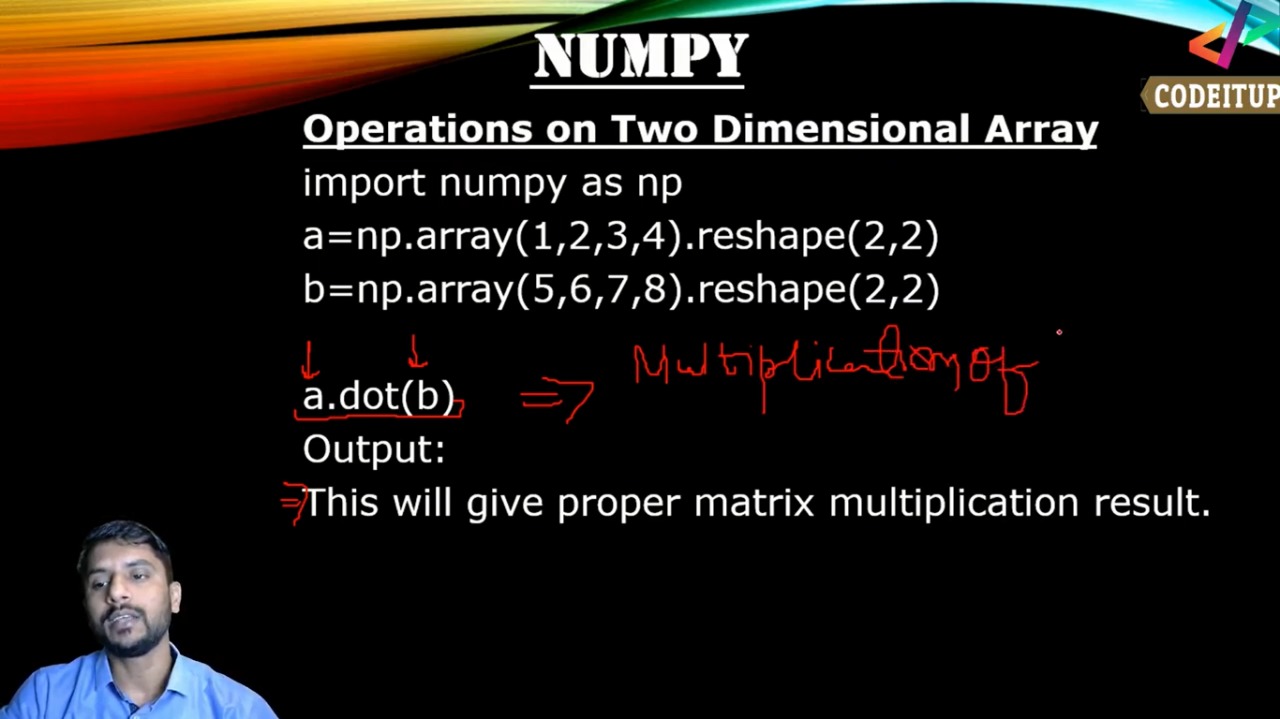 NUMPY
CODEITUP
Operations on Two Dimensional Array
import numpy as np
a=np.array(1,2,3,4).reshape(2,2)
b=np.array(5,6,7,8).reshape(2,2)
Multiplication Of
a.dot(b)
Output:
This will give proper matrix multiplication result.